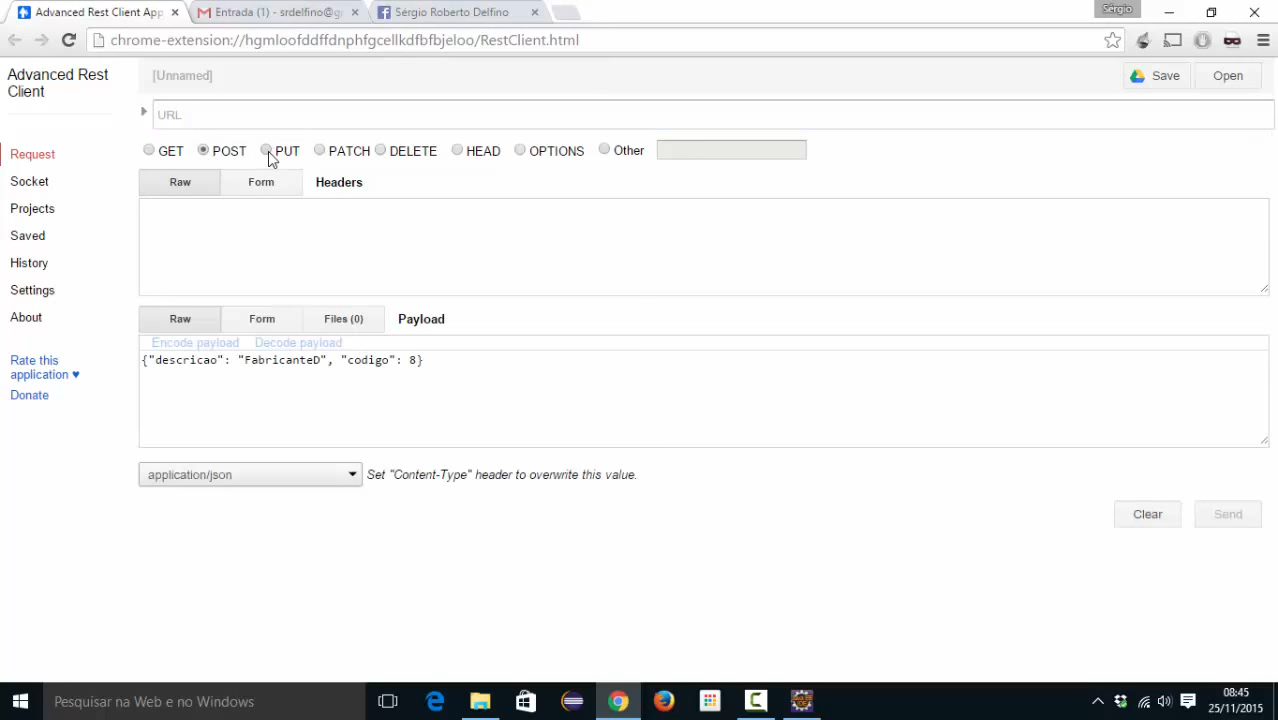 Advanced Rest Client App
Entrada (1) - srdelfino@g
Sérgio Roberto Delfino
Sérgio
chrome-extension://hgmloofddffdnphfgcellkdfbfbjeloo/RestClient.html
Advanced Rest
Client
[Unnamed]
Save
Open
URL
GET
POST
PUT
PATCH
DELETE
HEAD
OPTIONS
Other
Request
Socket
Projects
Saved
History
Settings
About
Rate this
application ♥
Donate
Raw
Form
Headers
Raw
Form
Files (0)
Payload
Encode payload
Decode payload
{"descricao": "FabricanteD", "codigo": 8}
application/json
Set "Content-Type" header to overwrite this value.
Clear
Send
Pesquisar na Web e no Windows
08:45
25/11/2015